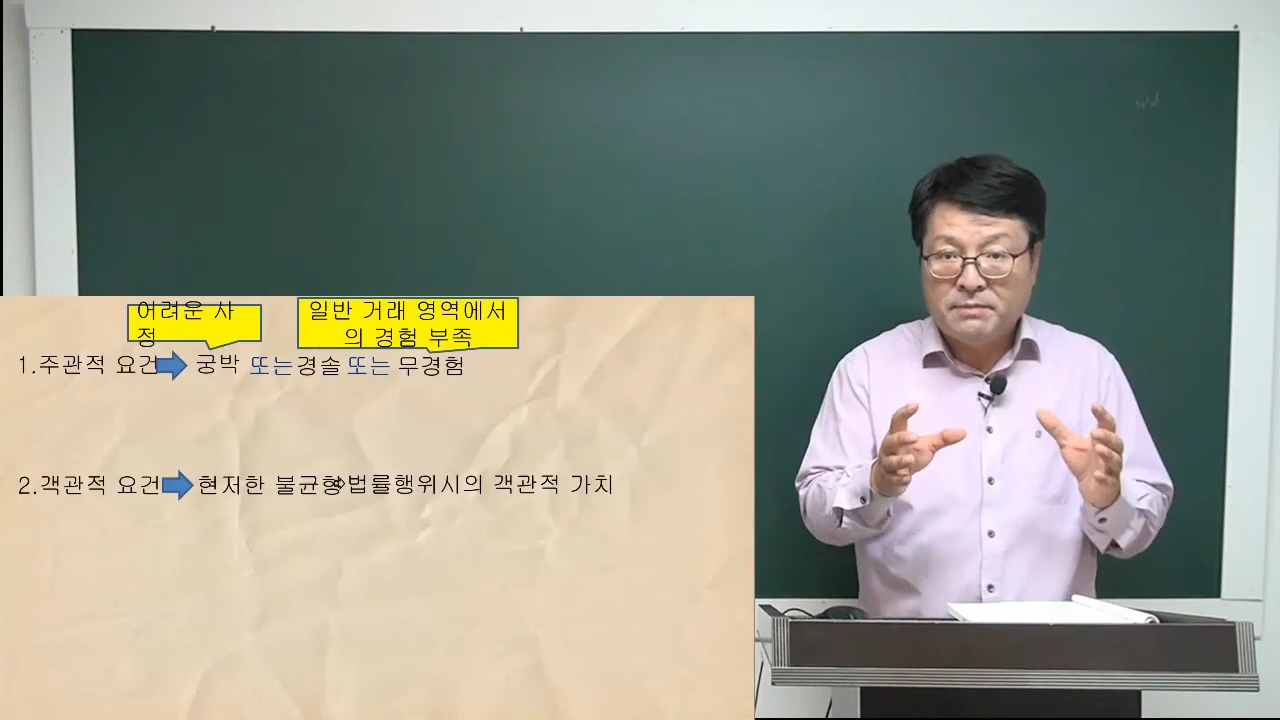 어려운 사
정
일반 거래 영역에서
의 경험 부족
1.주관적 요건 궁박 또는 경솔 또는 무경험
2.객관적 요건 현저한 불균형 법률행위시의 객관적 가치